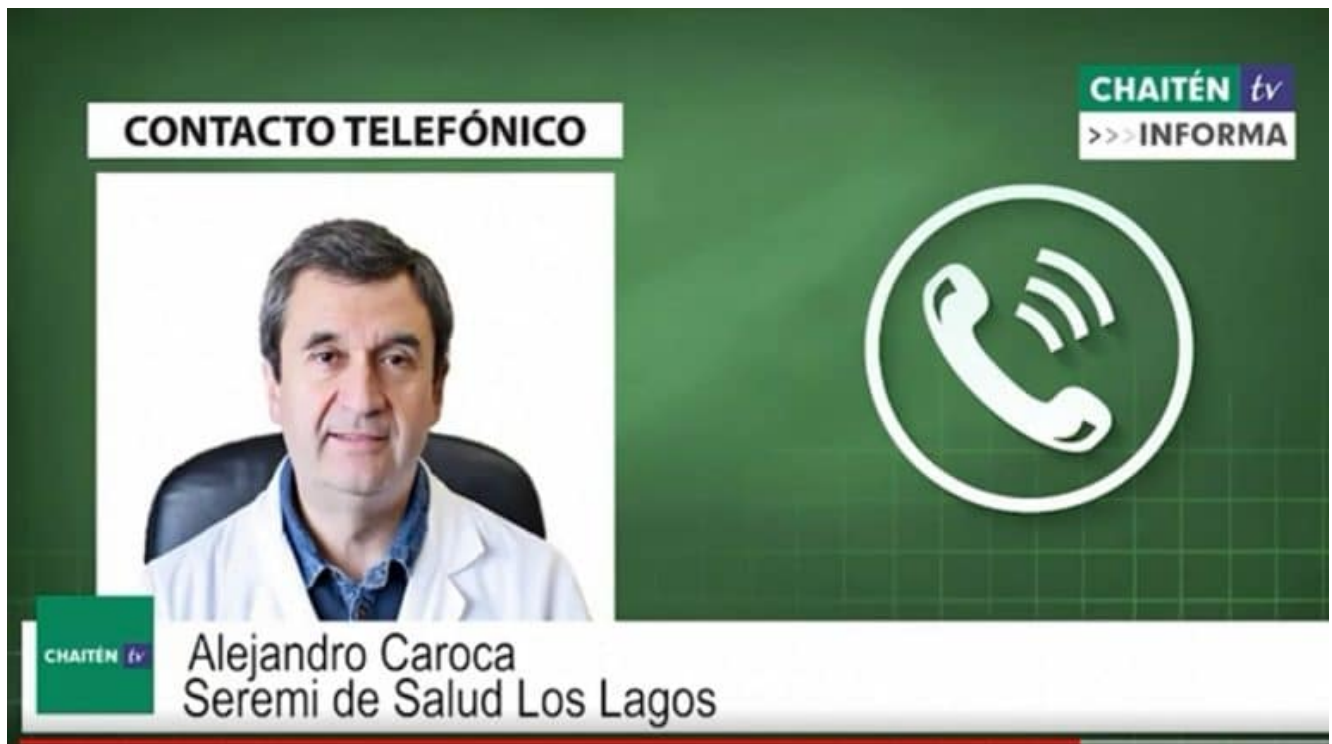 CHAITÉN tv
>>>INFORMA
CONTACTO TELEFÓNICO
CHAITÉN tv
Alejandro Caroca
Seremi de Salud Los Lagos